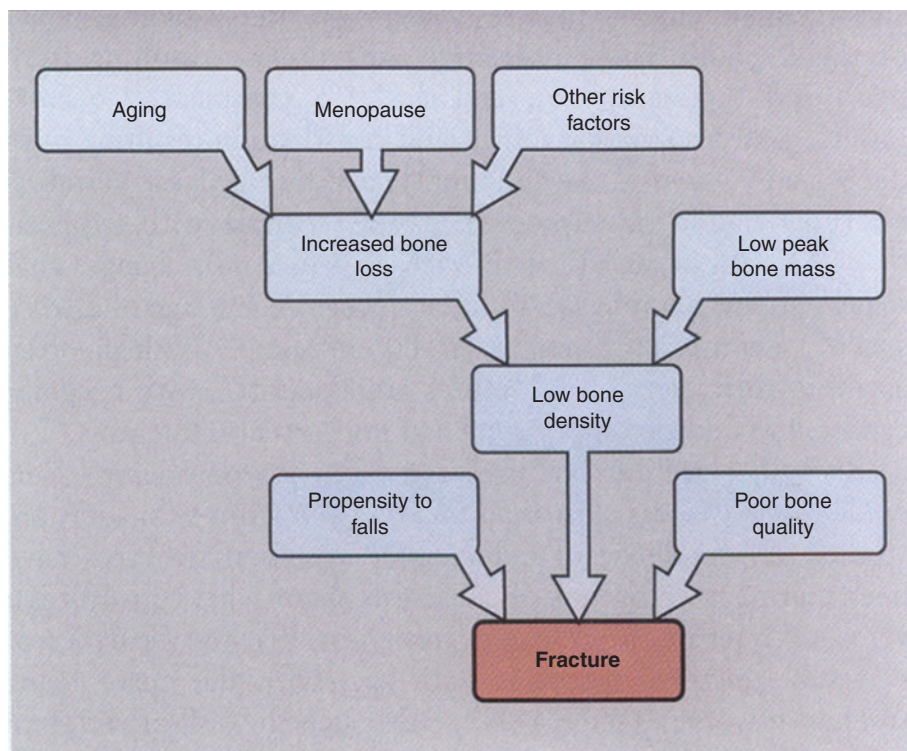 Aging
Menopause
Other risk
factors
Increased bone
loss
Low peak
bone mass
Low bone
density
Propensity to
falls
Poor bone
quality
Fracture